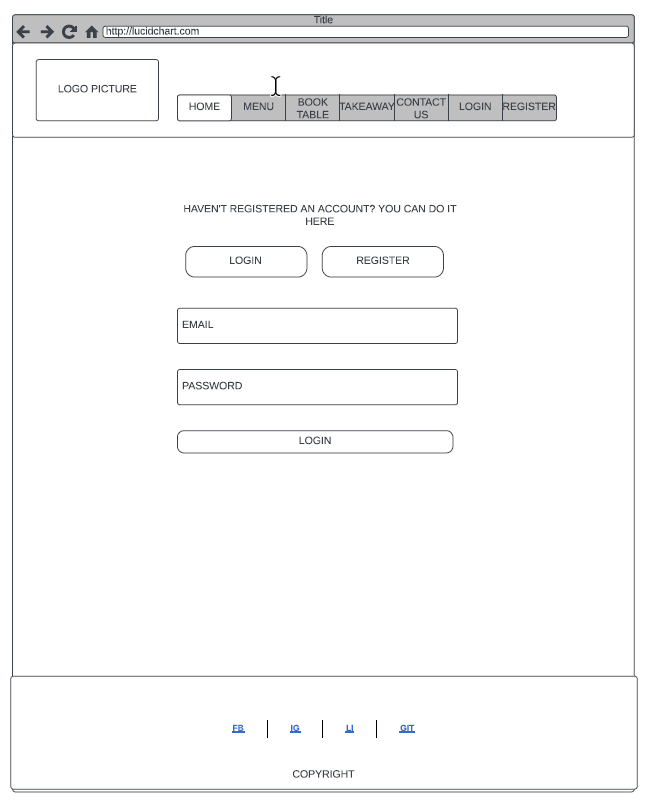 Title
http://lucidchart.com
LOGO PICTURE
HOME
MENU
BOOK
TABLE
TAKEAWAY
CONTACT
US
LOGIN
REGISTER
HAVEN'T REGISTERED AN ACCOUNT? YOU CAN DO IT
HERE
LOGIN
REGISTER
EMAIL
PASSWORD
LOGIN
FB
IG
LI
GIT
COPYRIGHT